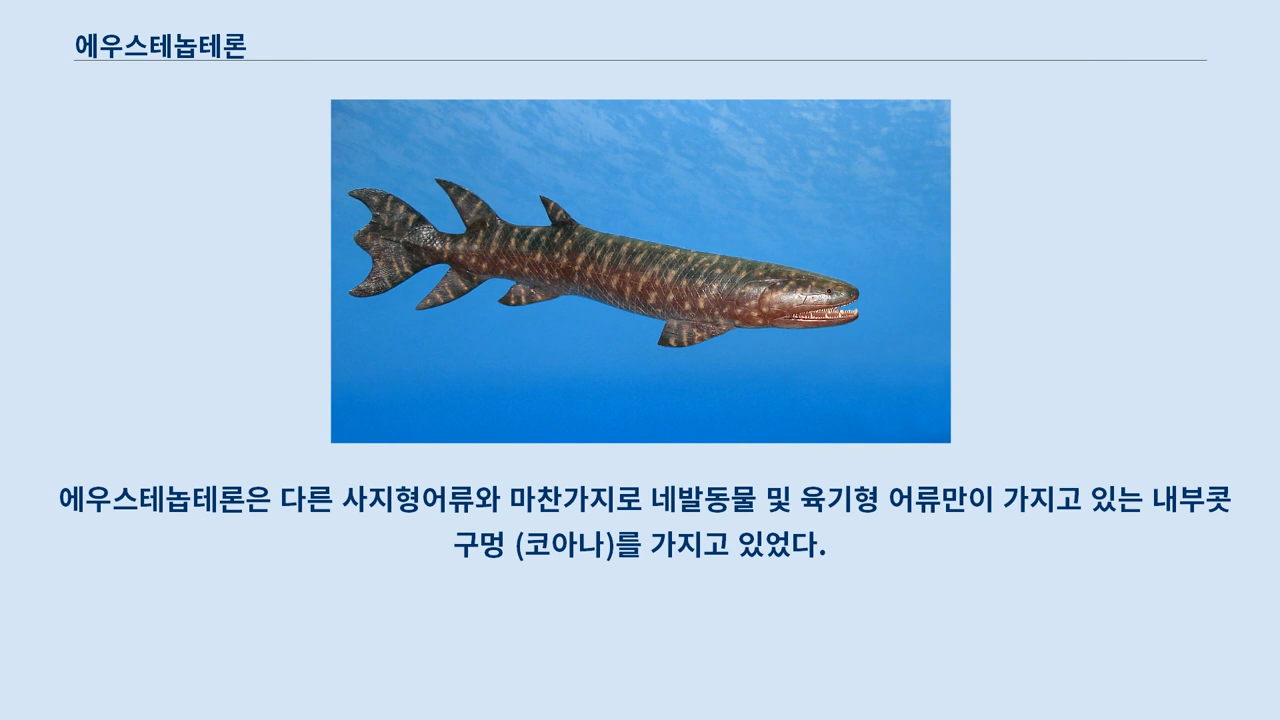 에우스테놉테론
에우스테놉테론은 다른 사지형어류와 마찬가지로 네발동물 및 육기형 어류만이 가지고 있는 내부콧
구멍 (코아나)를 가지고 있었다.